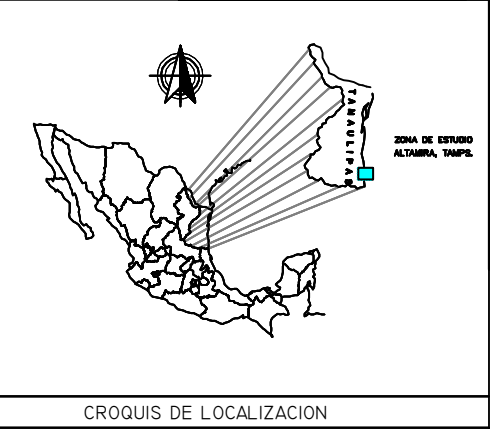 TAMAULIPAS
ZONA DE ESTUDIO
ALTAMIRA, TAMPS.
CROQUIS DE LOCALIZACION